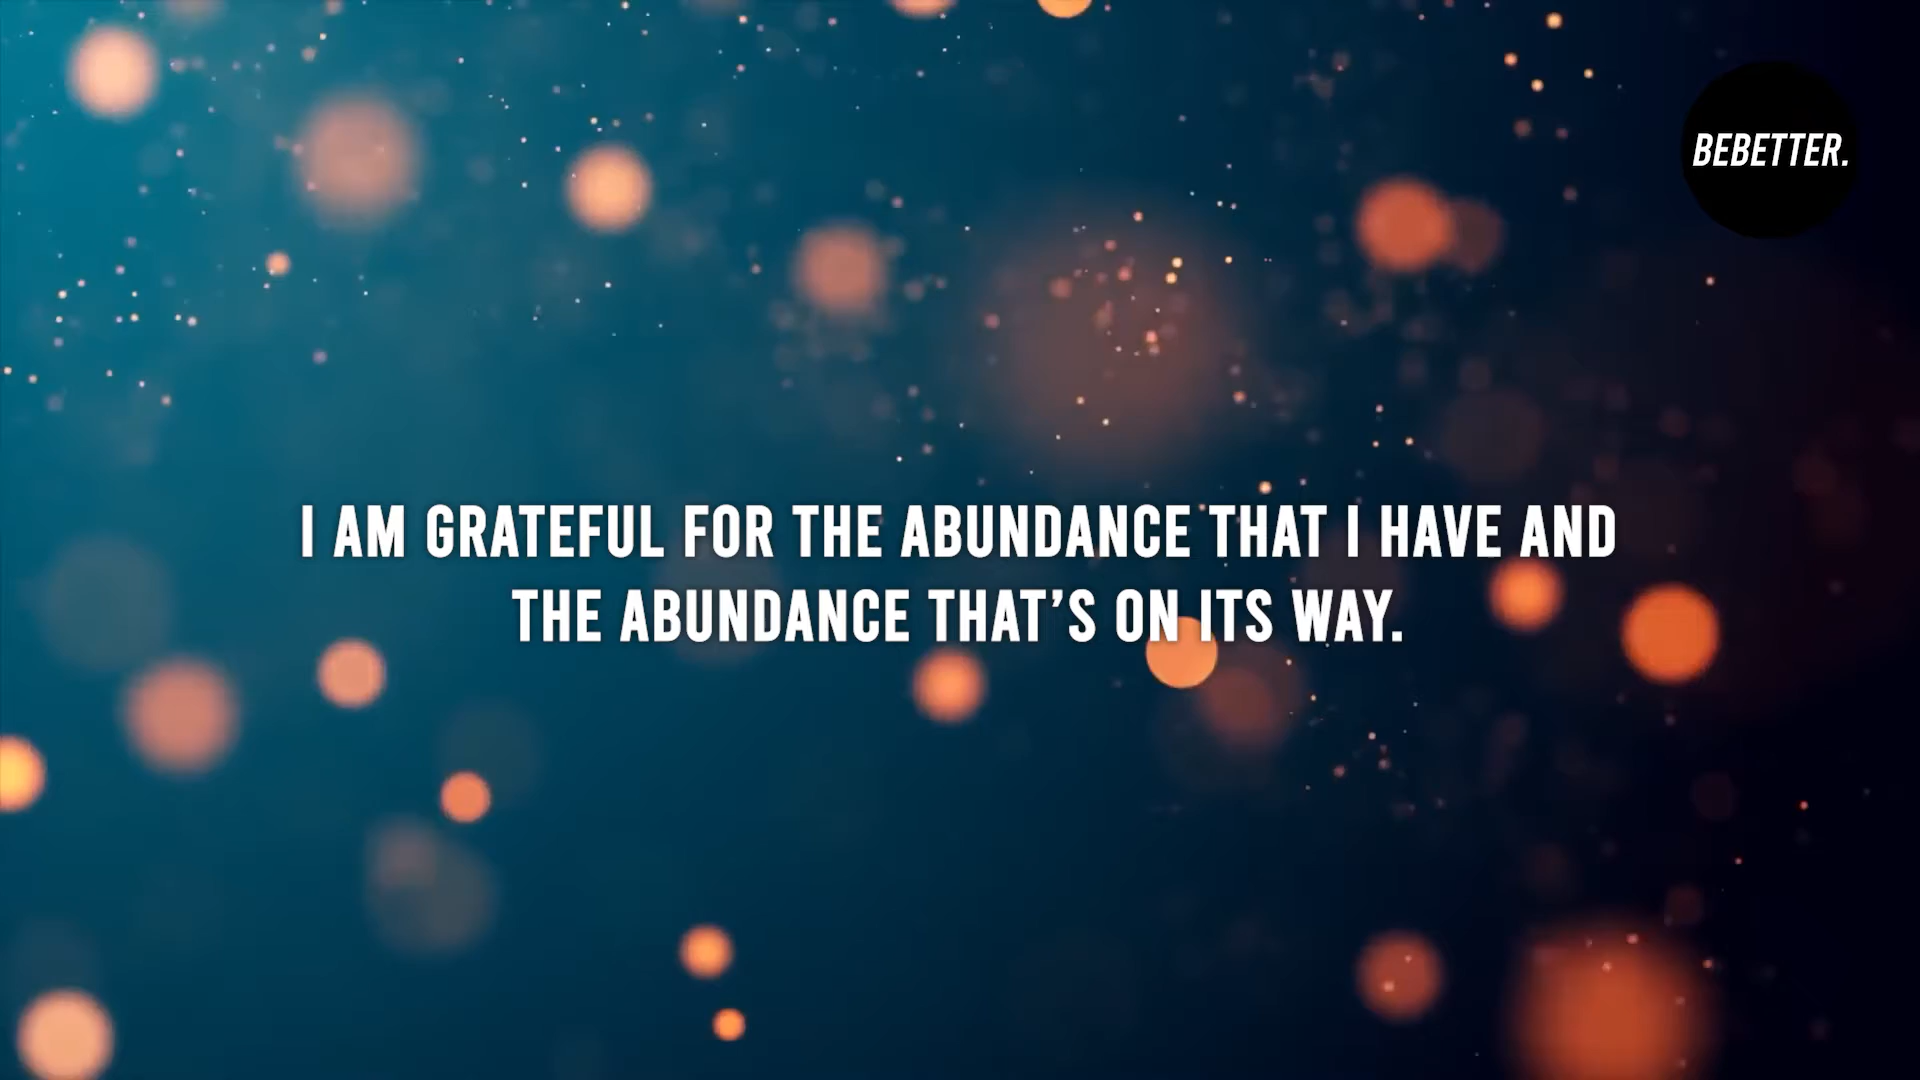 BEBETTER.
I AM GRATEFUL FOR THE ABUNDANCE THAT I HAVE AND
THE ABUNDANCE THAT’S ON ITS WAY.